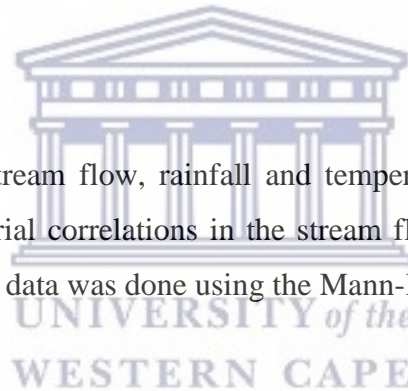 tream flow, rainfall and temper
rial correlations in the stream fl
data was done using the Mann-
UNIVERSITY of the
WESTERN CAPE